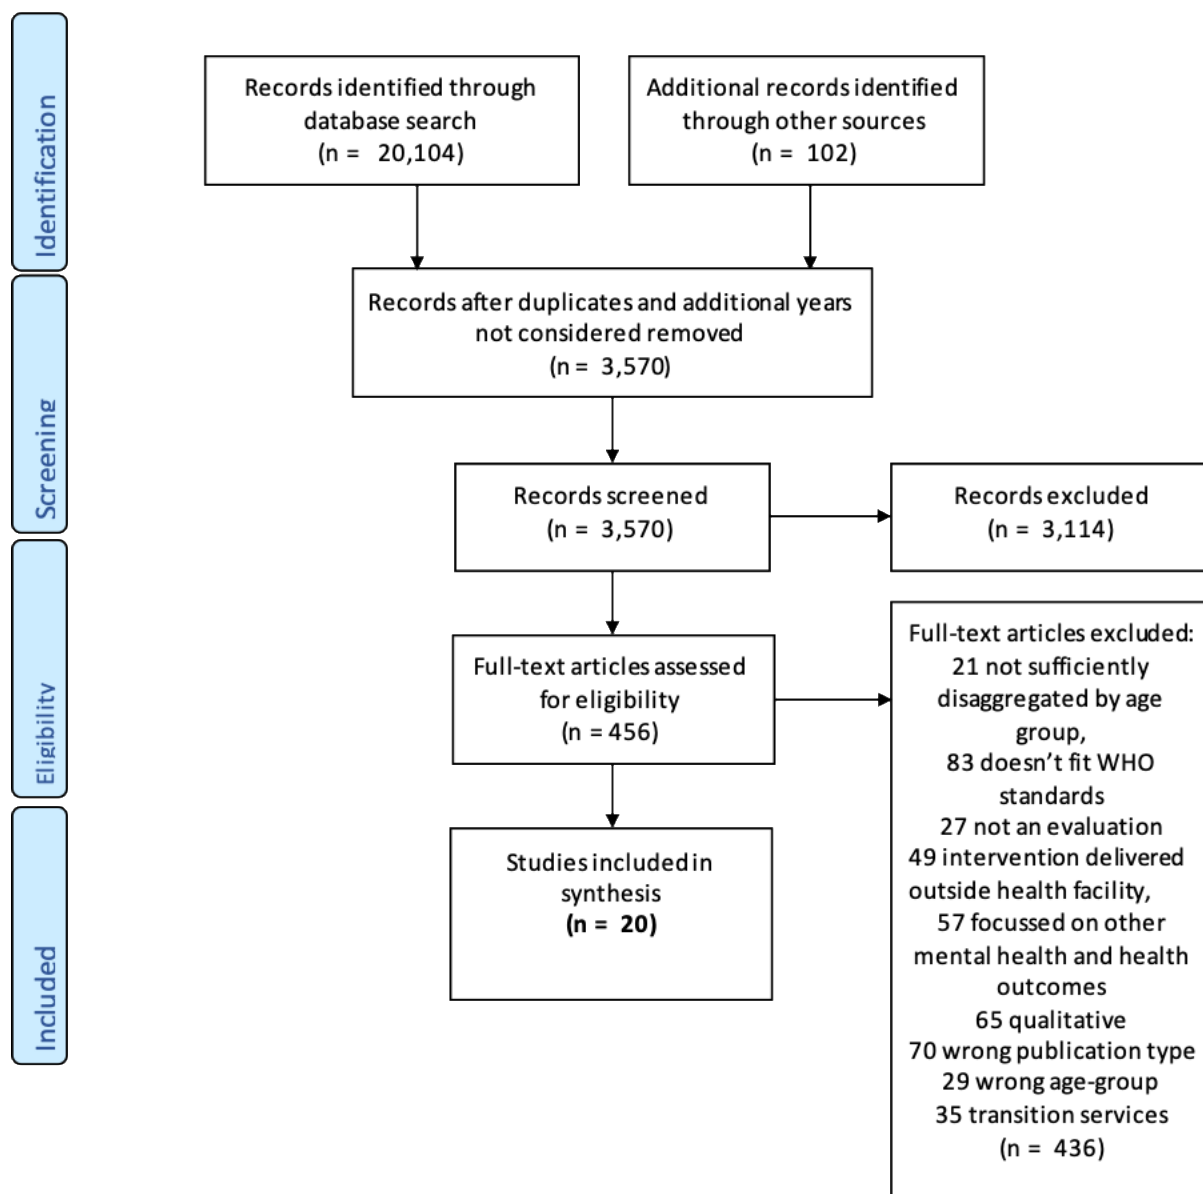 Identification
Records identified through
database search
(n = 20,104)
Additional records identified
through other sources
(n = 102)
Screening
Records after duplicates and additional years
not considered removed
(n = 3,570)
Records screened
(n = 3,570)
Records excluded
(n = 3,114)
Eligibility
Full-text articles assessed
for eligibility
(n = 456)
Full-text articles excluded:
21 not sufficiently
disaggregated by age
group,
83 doesn’t fit WHO
standards
27 not an evaluation
49 intervention delivered
outside health facility,
57 focussed on other
mental health and health
outcomes
65 qualitative
70 wrong publication type
29 wrong age-group
35 transition services
(n = 436)
Included
Studies included in
synthesis
(n = 20)